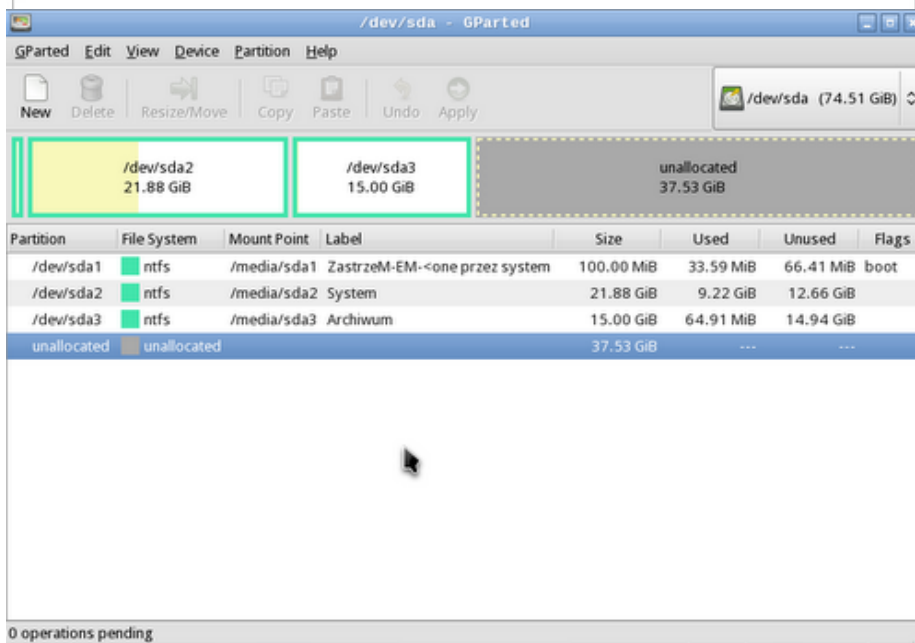 /dev/sda - GParted
GParted Edit View Device Partition Help
New Delete Resize/Move Copy Paste Undo Apply
/dev/sda (74.51 GiB)
/dev/sda2
21.88 GiB
/dev/sda3
15.00 GiB
unallocated
37.53 GiB
Partition File System Mount Point Label Size Used Unused Flags
/dev/sda1 ntfs /media/sda1 ZastrzeM-EM-<one przez system 100.00 MiB 33.59 MiB 66.41 MiB boot
/dev/sda2 ntfs /media/sda2 System 21.88 GiB 9.22 GiB 12.66 GiB
/dev/sda3 ntfs /media/sda3 Archiwum 15.00 GiB 64.91 MiB 14.94 GiB
unallocated unallocated 37.53 GiB --- ---
0 operations pending